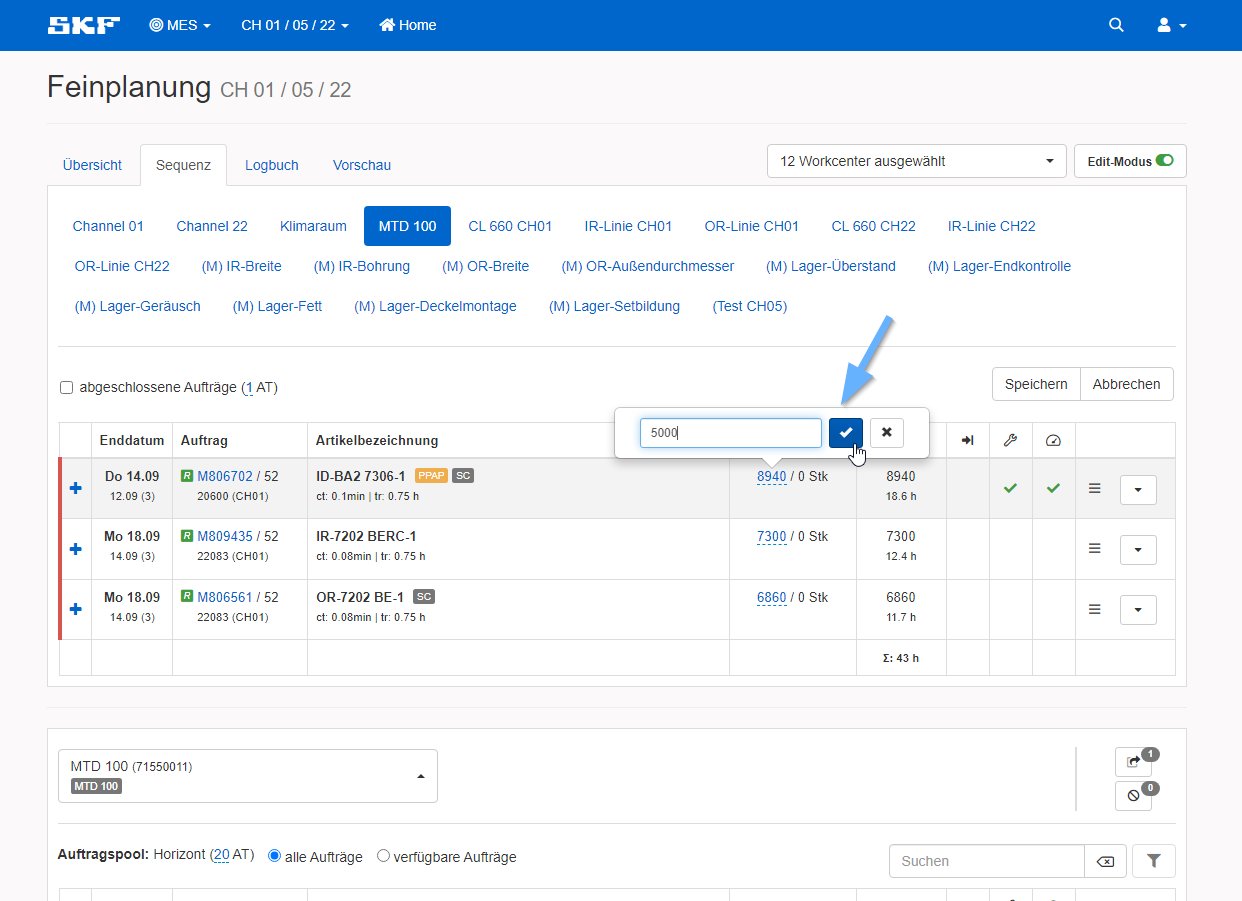 SKF MES CH 01 / 05 / 22 Home
Feinplanung CH 01 / 05 / 22
Übersicht Sequenz Logbuch Vorschau 12 Workcenter ausgewählt Edit-Modus
Channel 01 Channel 22 Klimaraum MTD 100 CL 660 CH01 IR-Linie CH01 OR-Linie CH01 CL 660 CH22 IR-Linie CH22
OR-Linie CH22 (M) IR-Breite (M) IR-Bohrung (M) OR-Breite (M) OR-Außendurchmesser (M) Lager-Überstand (M) Lager-Endkontrolle
(M) Lager-Geräusch (M) Lager-Fett (M) Lager-Deckelmontage (M) Lager-Setbildung (Test CH05)
abgeschlossene Aufträge (1 AT) Speichern Abbrechen
5000
Enddatum Auftrag Artikelbezeichnung
Do 14.09 R M806702 / 52 ID-BA2 7306-1 PPAP SC 8940 / 0 Stk 8940
12.09 (3) 20600 (CH01) ct: 0.1min | tr: 0.75 h 18.6 h
Mo 18.09 R M809435 / 52 IR-7202 BERC-1 7300 / 0 Stk 7300
14.09 (3) 22083 (CH01) ct: 0.08min | tr: 0.75 h 12.4 h
Mo 18.09 R M806561 / 52 OR-7202 BE-1 SC 6860 / 0 Stk 6860
14.09 (3) 22083 (CH01) ct: 0.08min | tr: 0.75 h 11.7 h
Σ: 43 h
MTD 100 (71550011) 1
MTD 100 0
Auftragspool: Horizont (20 AT) alle Aufträge verfügbare Aufträge Suchen